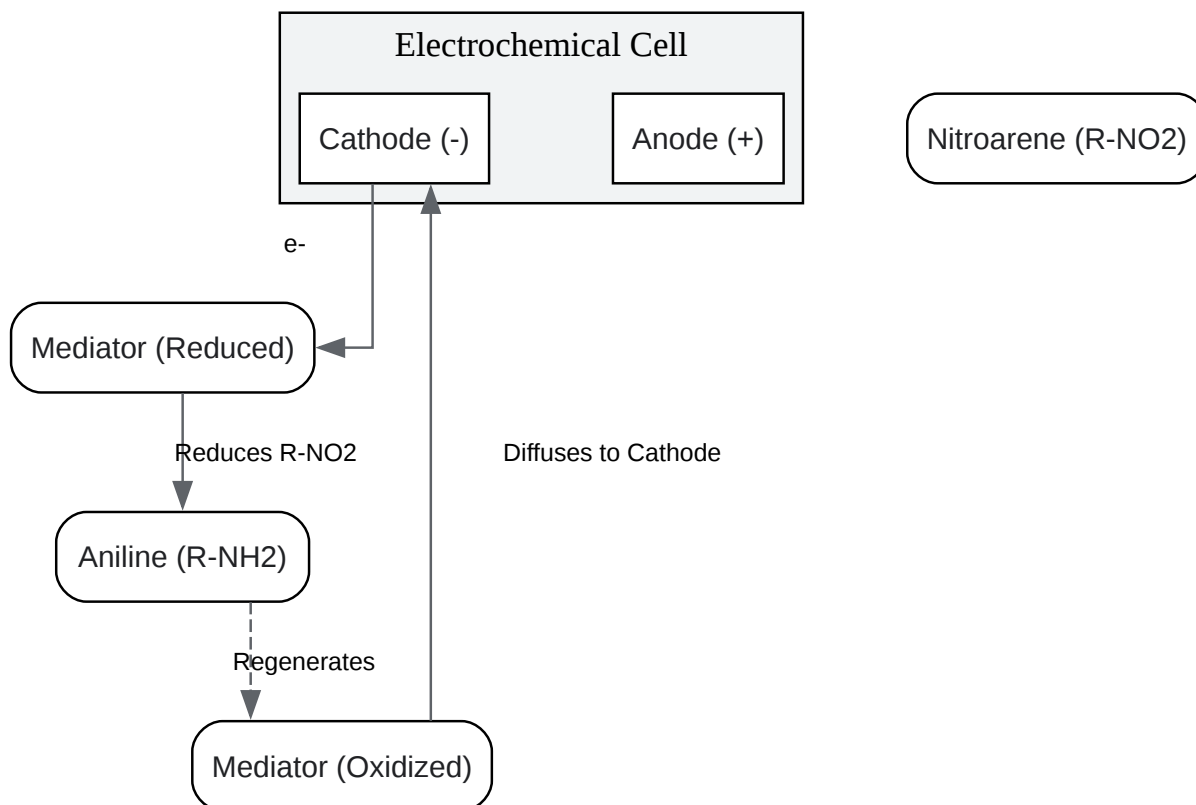 Electrochemical Cell
Cathode (-)
Anode (+)
Nitroarene (R-NO2)
e-
Mediator (Reduced)
Reduces R-NO2
Diffuses to Cathode
Aniline (R-NH2)
Regenerates
Mediator (Oxidized)